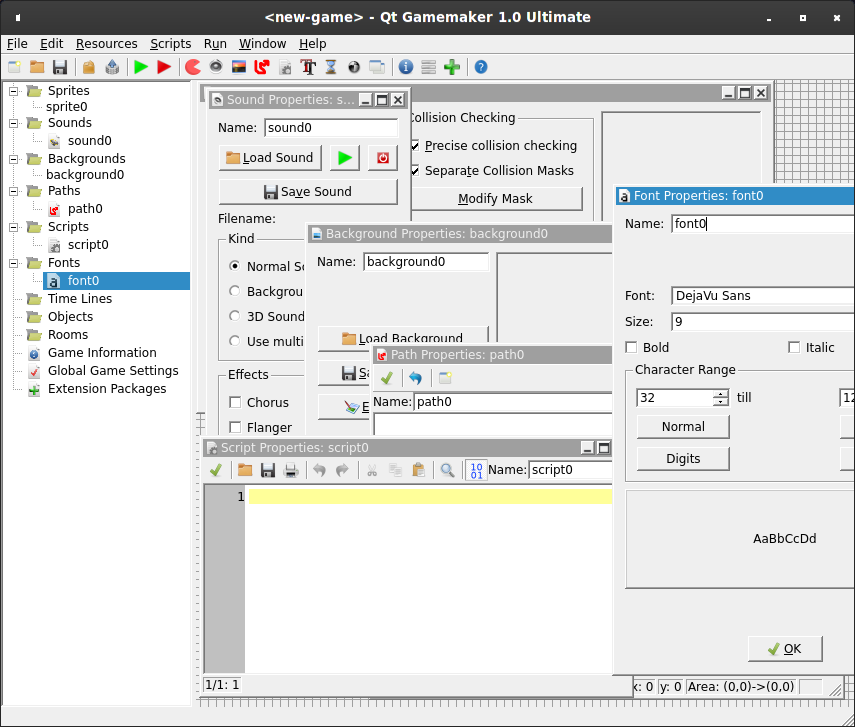 <new-game> - Qt Gamemaker 1.0 Ultimate
File Edit Resources Scripts Run Window Help
Sprites
sprite0
Sounds
sound0
Backgrounds
background0
Paths
path0
Scripts
script0
Fonts
font0
Time Lines
Objects
Rooms
Game Information
Global Game Settings
Extension Packages
Sound Properties: s...
Name: sound0
Load Sound
Save Sound
Filename:
Kind
Normal
3D Sound
Use
Effects
Chorus
Flanger
Collision Checking
Precise collision checking
Separate Collision Masks
Modify Mask
Background Properties: background0
Name: background0
Load Background
Path Properties: path0
Name: path0
Script Properties: script0
Name: script0
1
1/1: 1
Font Properties: font0
Name: font0
Font: DejaVu Sans
Size: 9
Bold Italic
Character Range
32 till 12
Normal
Digits
AaBbCcDd
OK
x: 0 y: 0 Area: (0,0)->(0,0)